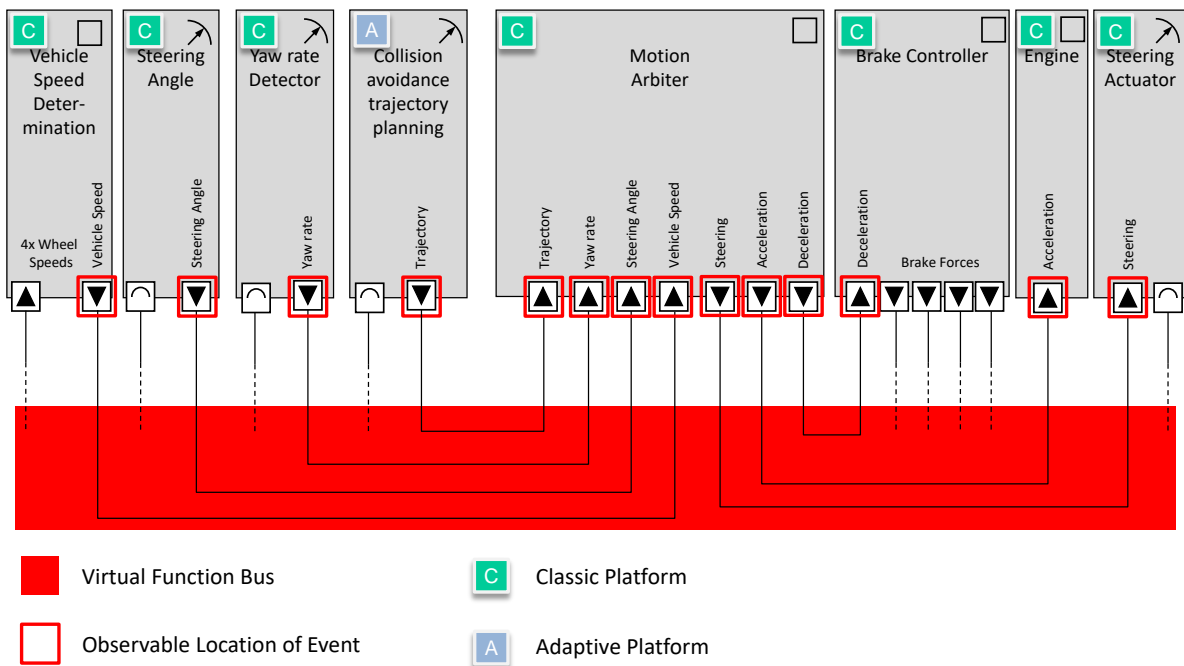 C
Vehicle
Speed
Deter-
mination
4x Wheel
Speeds
Vehicle Speed
C
Steering
Angle
Steering Angle
C
Yaw rate
Detector
Yaw rate
A
Collision
avoidance
trajectory
planning
Trajectory
C
Motion
Arbiter
Trajectory
Yaw rate
Steering Angle
Vehicle Speed
Steering
Acceleration
Deceleration
C
Brake Controller
Deceleration
Brake Forces
C
Engine
Acceleration
C
Steering
Actuator
Steering
Virtual Function Bus
C
Classic Platform
Observable Location of Event
A
Adaptive Platform